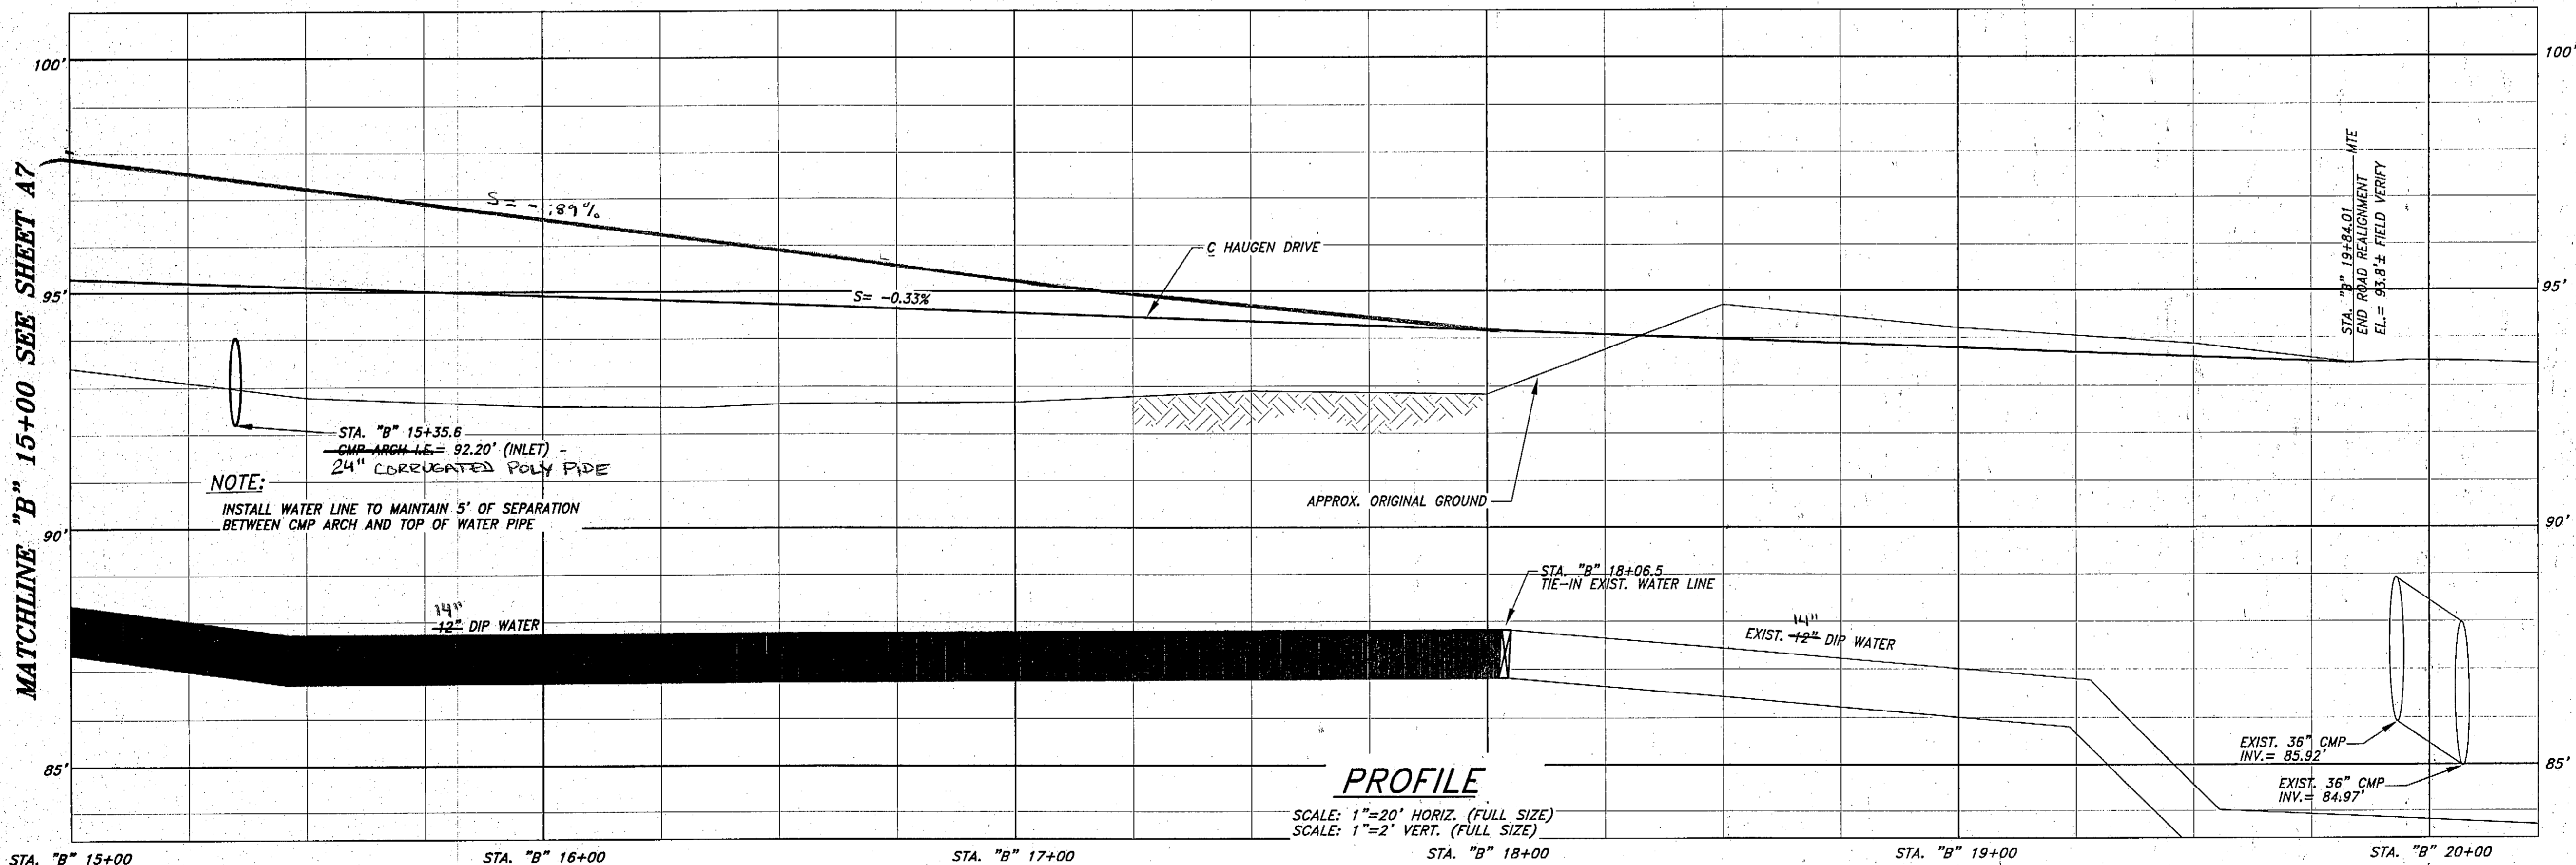 100'
100'
MATCHLINE "B" 15+00 SEE SHEET A7
S= -.89%
C HAUGEN DRIVE
S= -0.33%
95'
95'
STA. "B" 19+84.01 MTE
END ROAD REALIGNMENT
EL.= 93.8'± FIELD VERIFY
STA. "B" 15+35.6
CMP ARCH I.E.= 92.20' (INLET) -
24" CORRUGATED POLY PIPE
NOTE:
INSTALL WATER LINE TO MAINTAIN 5' OF SEPARATION
BETWEEN CMP ARCH AND TOP OF WATER PIPE
APPROX. ORIGINAL GROUND
90'
90'
STA. "B" 18+06.5
TIE-IN EXIST. WATER LINE
14"
12" DIP WATER
14"
EXIST. 12" DIP WATER
EXIST. 36" CMP
INV.= 85.92'
EXIST. 36" CMP
INV.= 84.97'
85'
85'
PROFILE
SCALE: 1"=20' HORIZ. (FULL SIZE)
SCALE: 1"=2' VERT. (FULL SIZE)
STA. "B" 15+00
STA. "B" 16+00
STA. "B" 17+00
STA. "B" 18+00
STA. "B" 19+00
STA. "B" 20+00